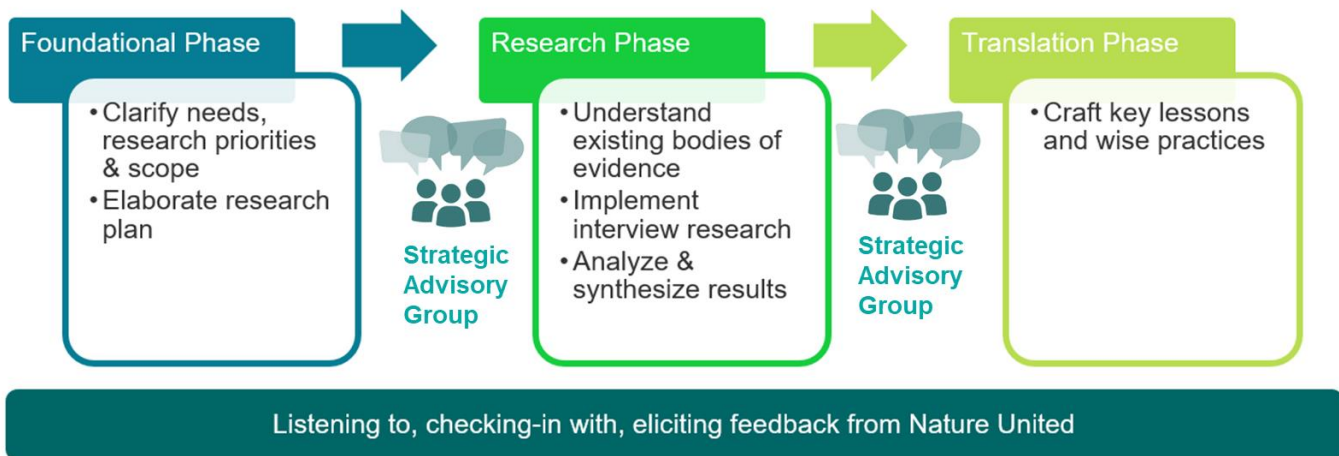 Foundational Phase
• Clarify needs,
research priorities
& scope
• Elaborate research
plan
Strategic
Advisory
Group
Research Phase
• Understand
existing bodies of
evidence
• Implement
interview research
• Analyze &
synthesize results
Strategic
Advisory
Group
Translation Phase
• Craft key lessons
and wise practices
Listening to, checking-in with, eliciting feedback from Nature United